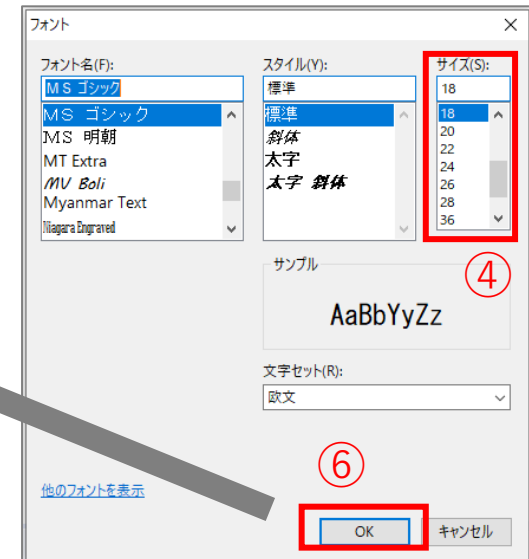 フォント
フォント名(F):
MS ゴシック
MS ゴシック
MS 明朝
MT Extra
MV Boli
Myanmar Text
Niagara Engraved
スタイル(Y):
標準
標準
斜体
太字
太字 斜体
サイズ(S):
18
18
20
22
24
26
28
36
④
サンプル
AaBbYyZz
文字セット(R):
欧文
⑥
他のフォントを表示
OK
キャンセル